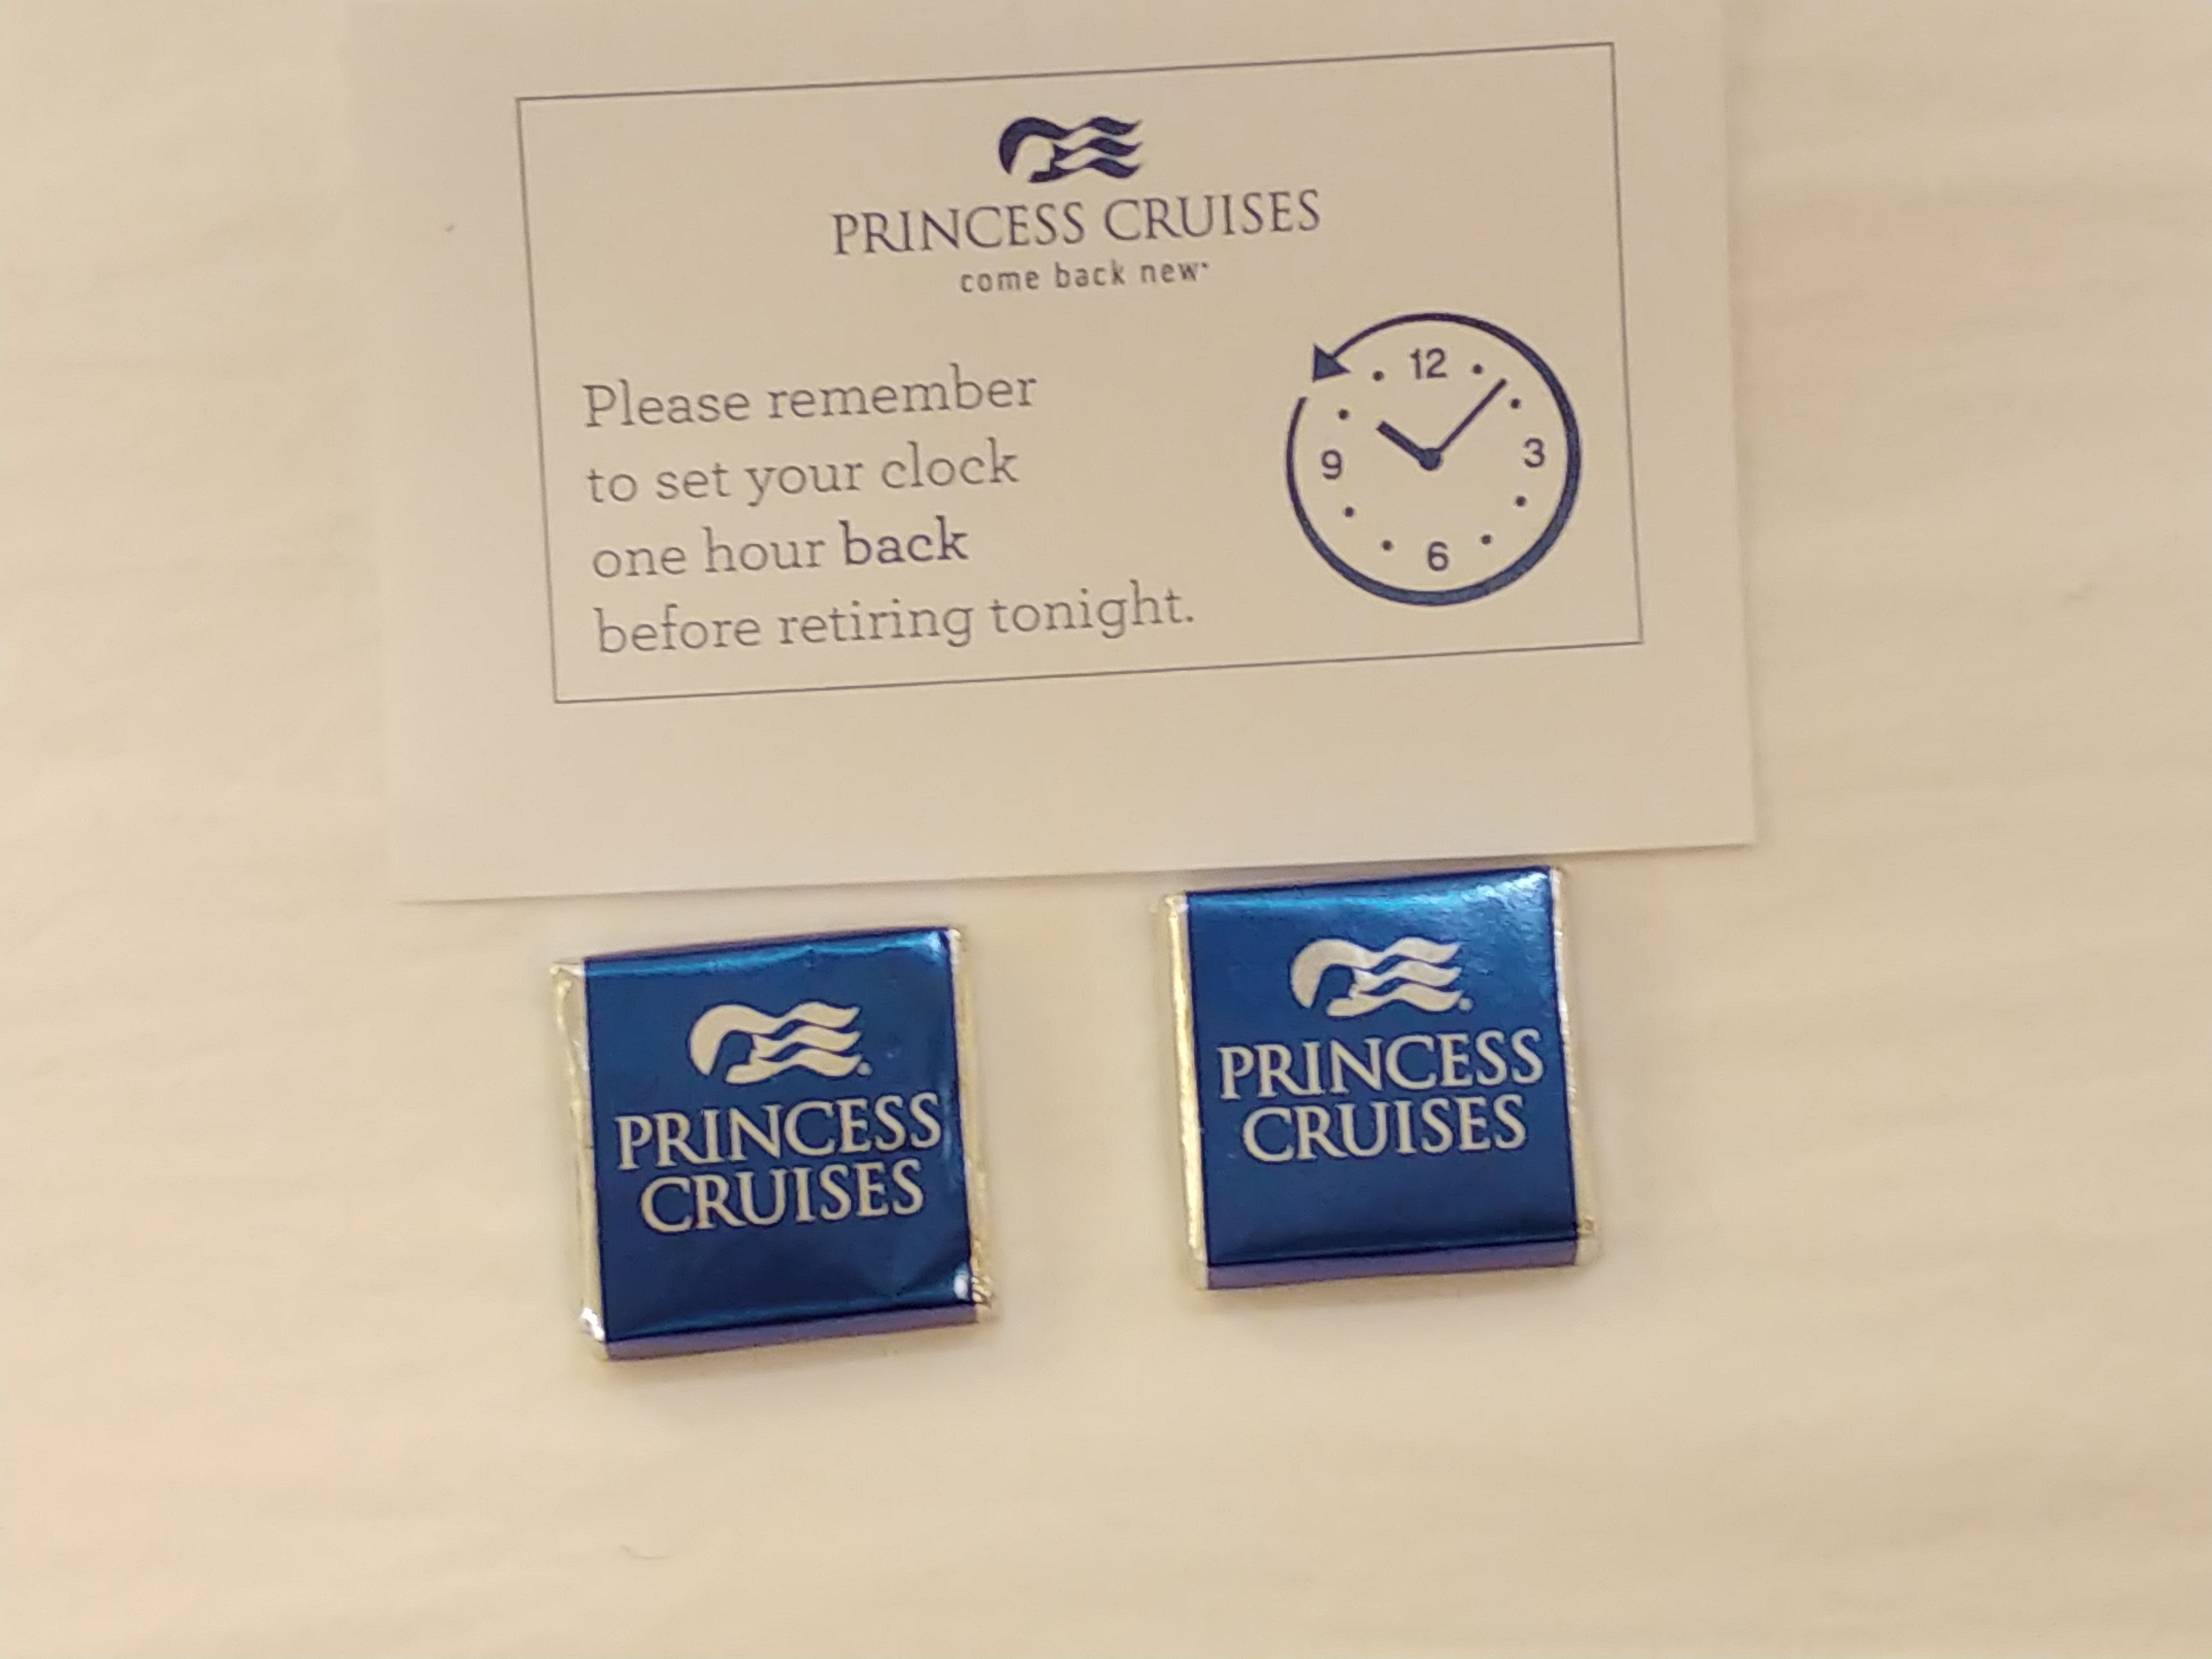 PRINCESS CRUISES
come back new
Please remember
to set your clock
one hour back
before retiring tonight.
12
9
3
6
PRINCESS
CRUISES
PRINCESS
CRUISES